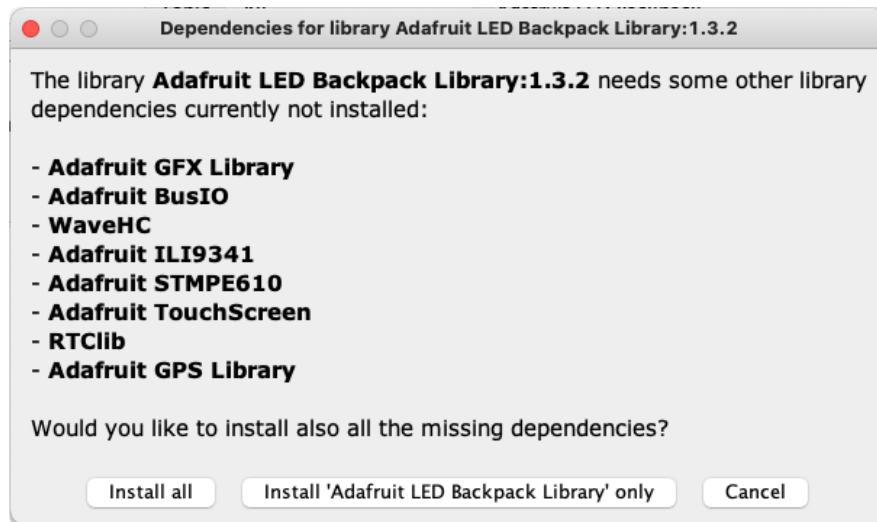 Dependencies for library Adafruit LED Backpack Library:1.3.2
The library Adafruit LED Backpack Library:1.3.2 needs some other library
dependencies currently not installed:
- Adafruit GFX Library
- Adafruit BusIO
- WaveHC
- Adafruit ILI9341
- Adafruit STMPE610
- Adafruit TouchScreen
- RTClib
- Adafruit GPS Library
Would you like to install also all the missing dependencies?
Install all Install 'Adafruit LED Backpack Library' only Cancel